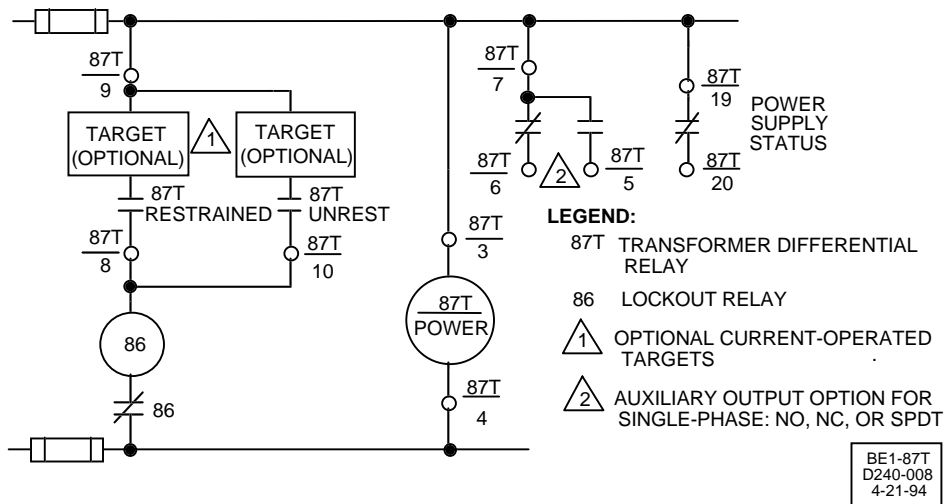 87T
9
TARGET
(OPTIONAL)
1
TARGET
(OPTIONAL)
87T
RESTRAINED
87T
UNREST
87T
8
87T
10
86
86
87T
3
87T
POWER
87T
4
87T
7
87T
6
2
87T
5
87T
19
POWER
SUPPLY
STATUS
87T
20
LEGEND:
87T TRANSFORMER DIFFERENTIAL
RELAY
86 LOCKOUT RELAY
1 OPTIONAL CURRENT-OPERATED
TARGETS
2 AUXILIARY OUTPUT OPTION FOR
SINGLE-PHASE: NO, NC, OR SPDT
BE1-87T
D240-008
4-21-94